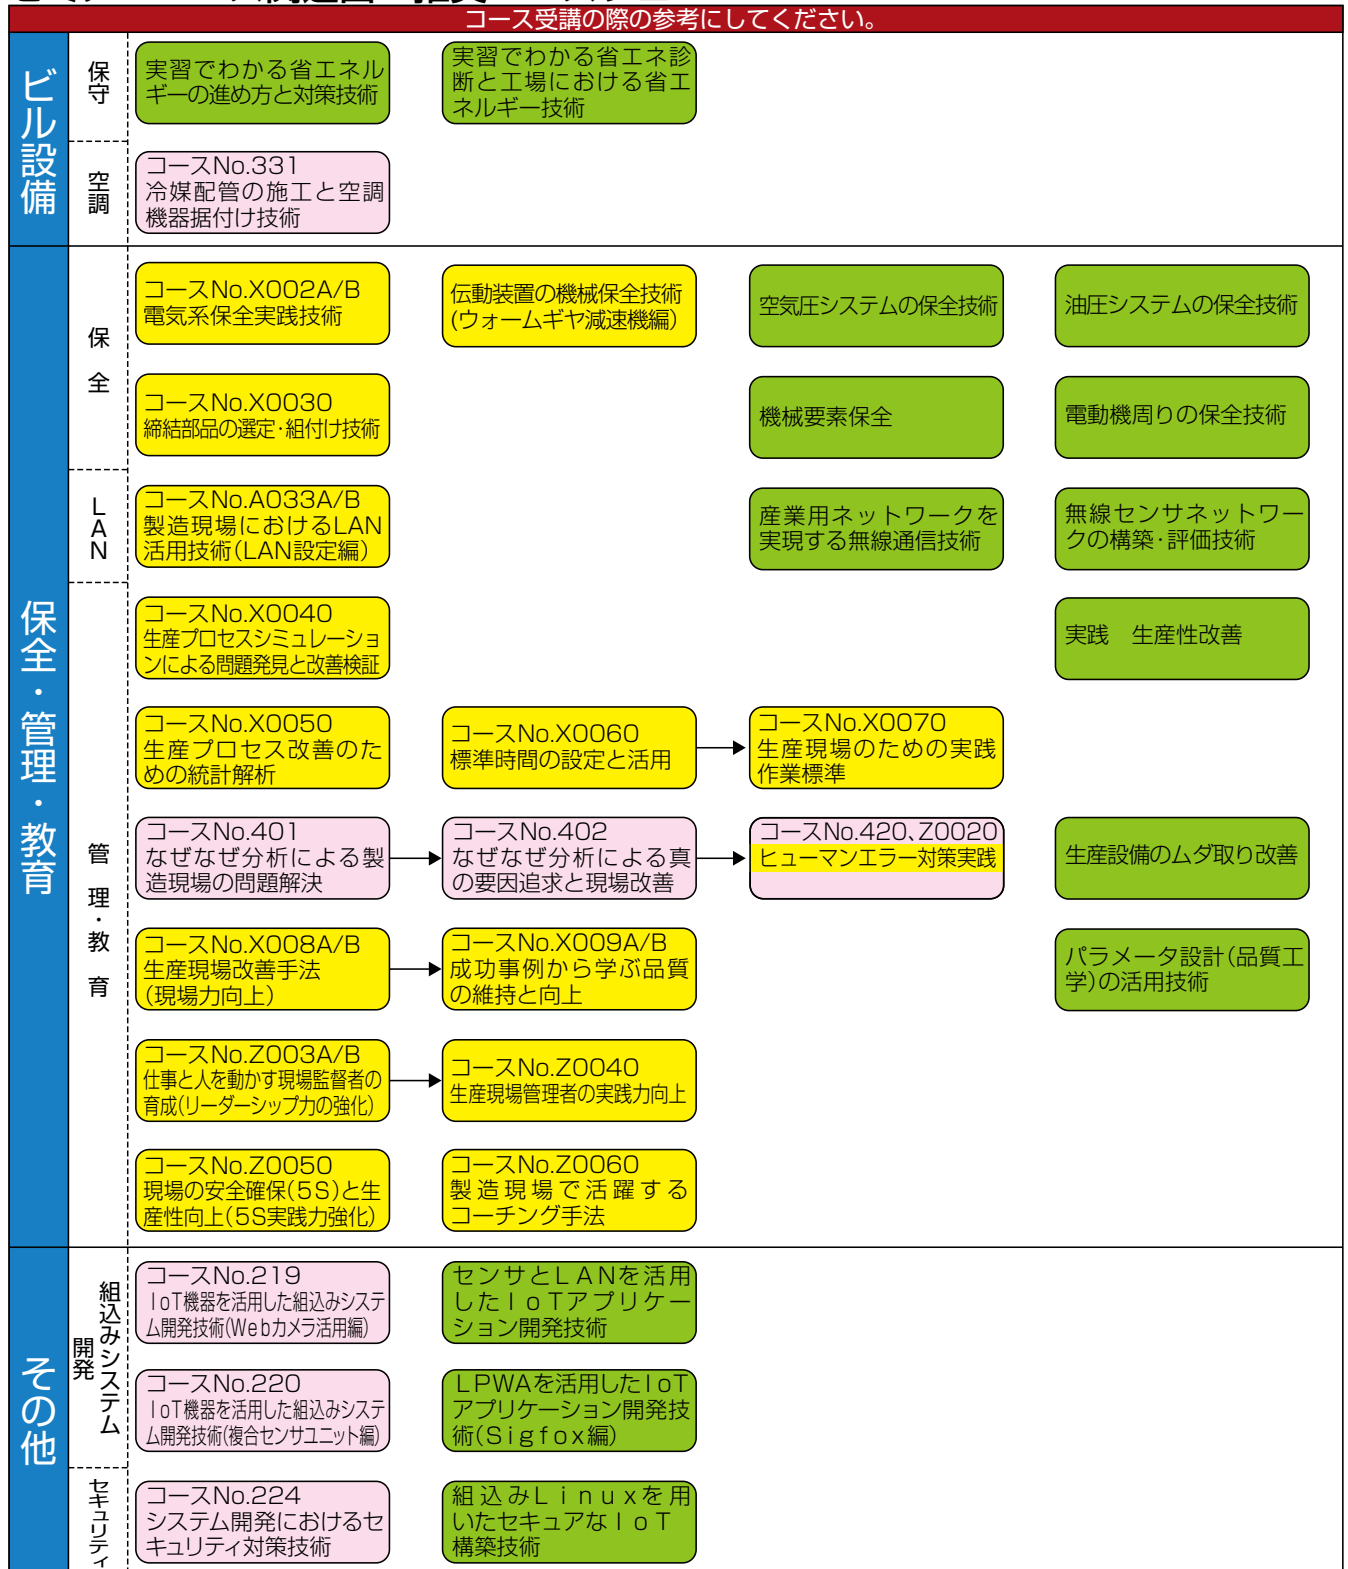 コース受講の際の参考にしてください。
ビル設備
保守
実習でわかる省エネル
ギーの進め方と対策技術
実習でわかる省エネ診
断と工場における省エ
ネルギー技術
空調
コースNo.331
冷媒配管の施工と空調
機器据付け技術
保全・管理・教育
保全
コースNo.X002A/B
電気系保全実践技術
伝動装置の機械保全技術
(ウォームギヤ減速機編)
空気圧システムの保全技術
油圧システムの保全技術
コースNo.X0030
締結部品の選定・組付け技術
機械要素保全
電動機周りの保全技術
LAN
コースNo.A033A/B
製造現場におけるLAN
活用技術(LAN設定編)
産業用ネットワークを
実現する無線通信技術
無線センサネットワー
クの構築・評価技術
管理・教育
コースNo.X0040
生産プロセスシミュレーショ
ンによる問題発見と改善検証
実践　生産性改善
コースNo.X0050
生産プロセス改善のた
めの統計解析
コースNo.X0060
標準時間の設定と活用
コースNo.X0070
生産現場のための実践
作業標準
コースNo.401
なぜなぜ分析による製
造現場の問題解決
コースNo.402
なぜなぜ分析による真
の要因追求と現場改善
コースNo.420、Z0020
ヒューマンエラー対策実践
生産設備のムダ取り改善
コースNo.X008A/B
生産現場改善手法
(現場力向上)
コースNo.X009A/B
成功事例から学ぶ品質
の維持と向上
パラメータ設計(品質工
学)の活用技術
コースNo.Z003A/B
仕事と人を動かす現場監督者の
育成(リーダーシップ力の強化)
コースNo.Z0040
生産現場管理者の実践力向上
コースNo.Z0050
現場の安全確保(5S)と生
産性向上(5S実践力強化)
コースNo.Z0060
製造現場で活躍する
コーチング手法
その他
組込みシステム
開発
コースNo.219
IoT機器を活用した組込みシステ
ム開発技術(Webカメラ活用編)
センサとLANを活用
したIoTアプリケー
ション開発技術
コースNo.220
IoT機器を活用した組込みシステ
ム開発技術(複合センサユニット編)
LPWAを活用したIoT
アプリケーション開発技
術(Sigfox編)
セキュリティ
コースNo.224
システム開発におけるセ
キュリティ対策技術
組込みLinuxを用
いたセキュアなIoT
構築技術